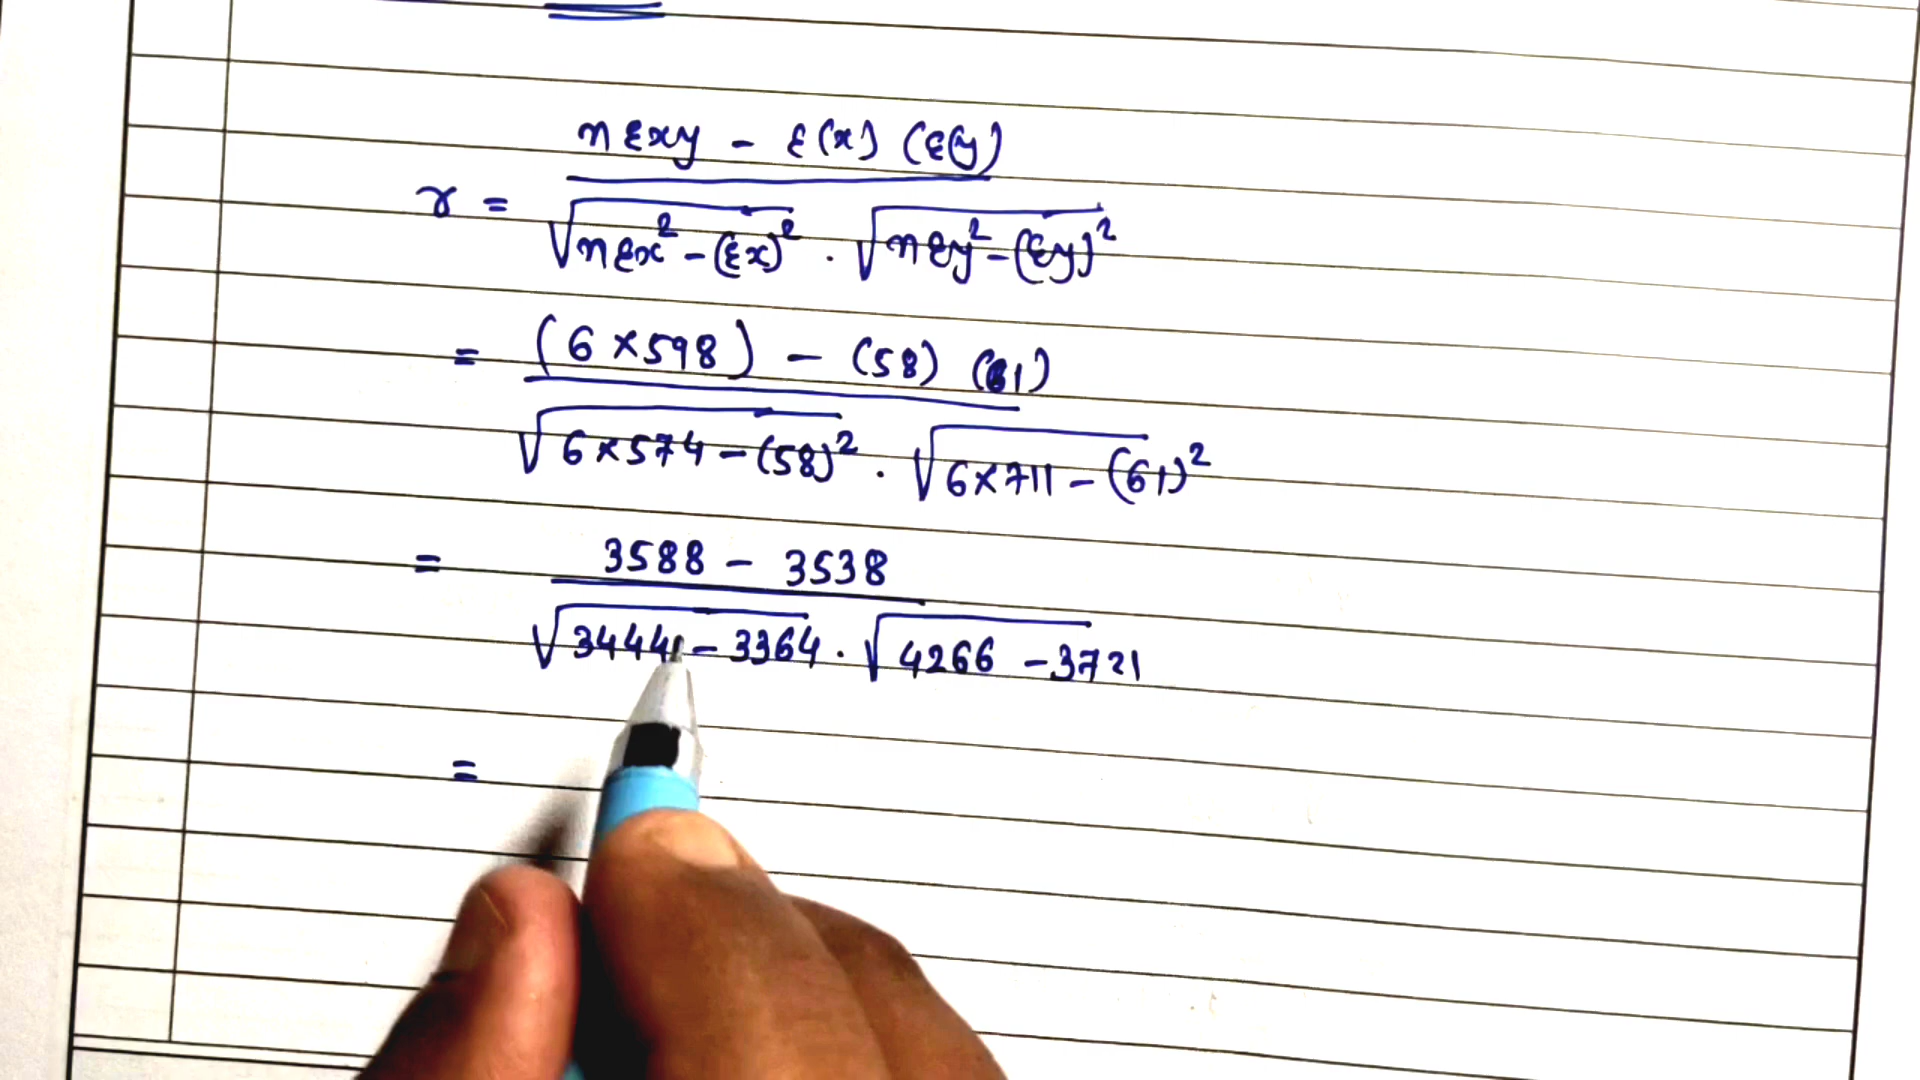 r = nΣxy - Σ(x) (Σ(y) / √nΣx² - (Σx)² . √nΣy² - (Σy)²
= (6 × 598) - (58) (61) / √6 × 574 - (58)² . √6 × 711 - (61)²
= 3588 - 3538 / √3444 - 3364 . √4266 - 3721
=